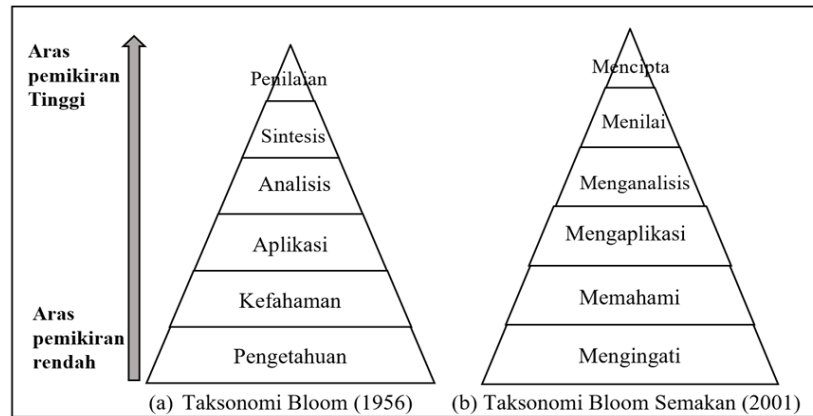 Aras
pemikiran
Tinggi
Aras
pemikiran
rendah
Penilaian
Sintesis
Analisis
Aplikasi
Kefahaman
Pengetahuan
(a) Taksonomi Bloom (1956)
Mencipta
Menilai
Menganalisis
Mengaplikasi
Memahami
Mengingati
(b) Taksonomi Bloom Semakan (2001)